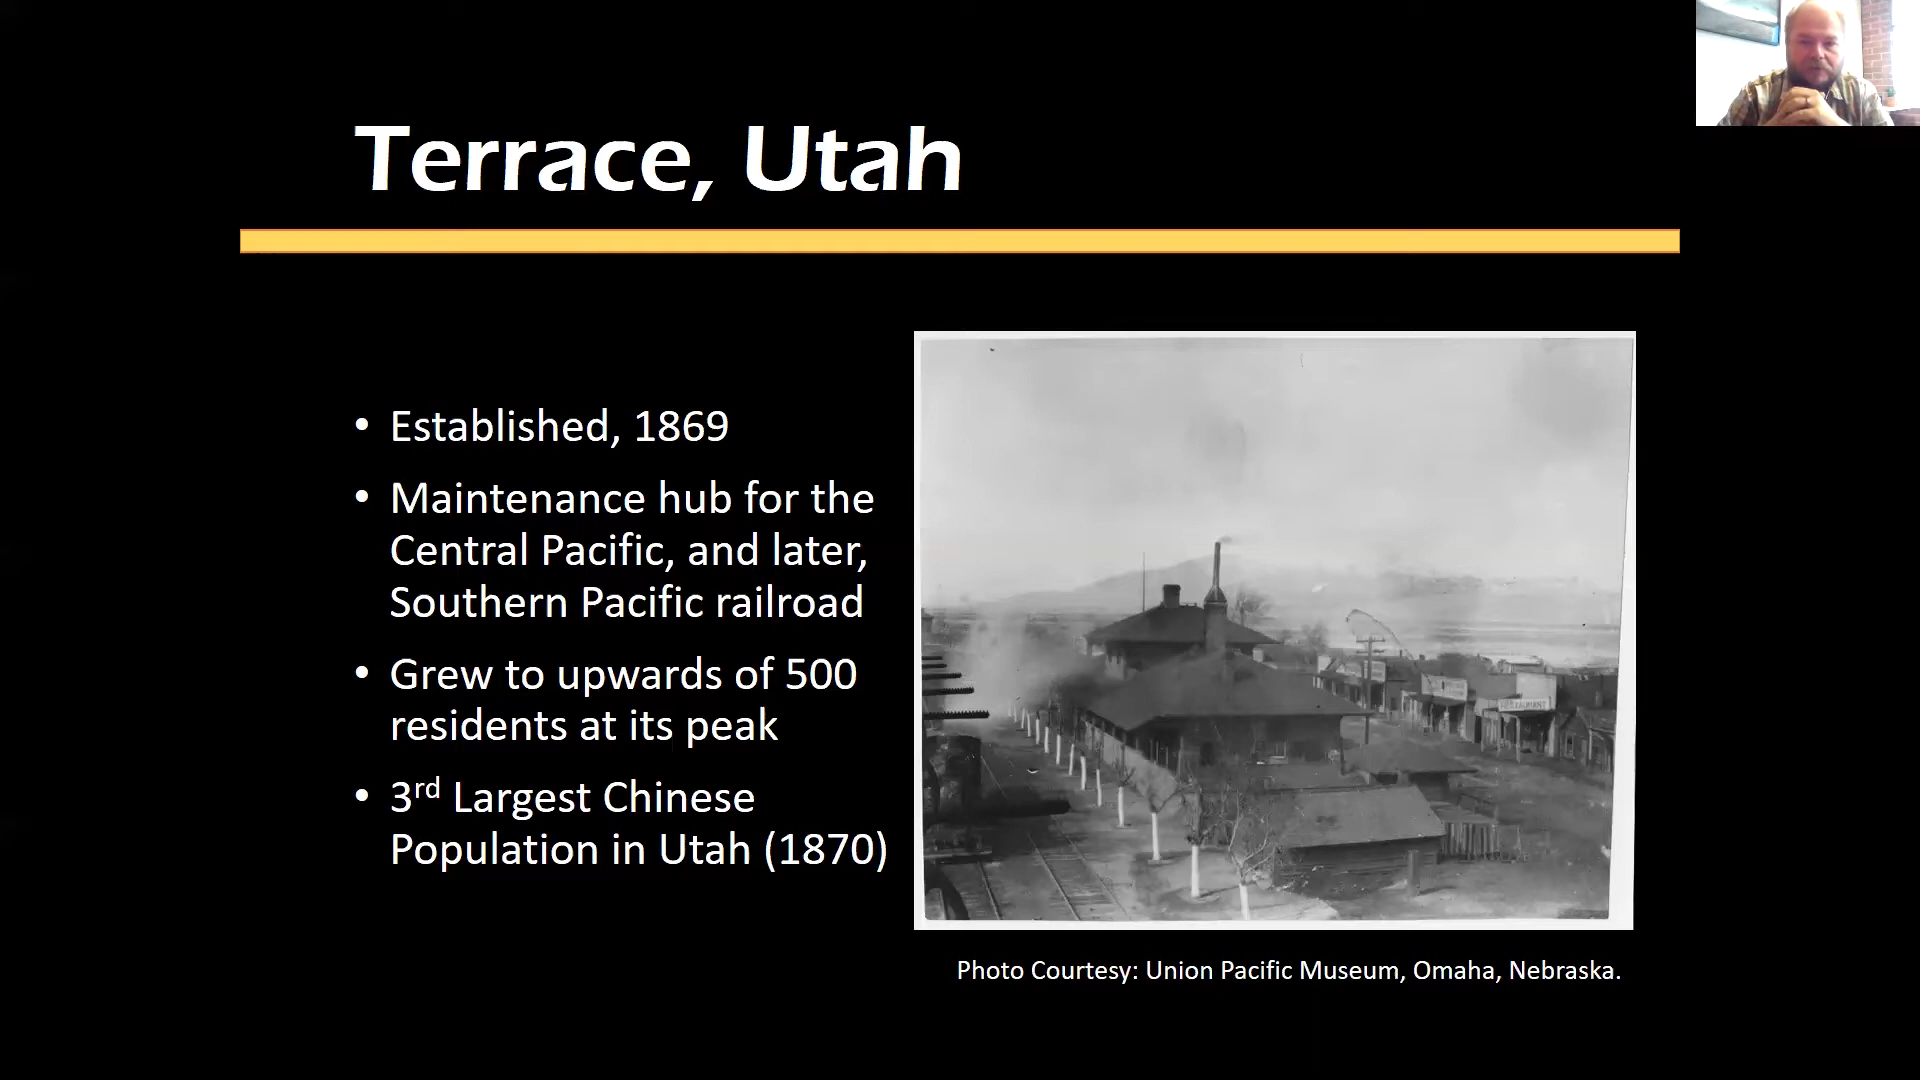 Terrace, Utah
• Established, 1869
• Maintenance hub for the
Central Pacific, and later,
Southern Pacific railroad
• Grew to upwards of 500
residents at its peak
• 3rd Largest Chinese
Population in Utah (1870)
RESTAURANT
Photo Courtesy: Union Pacific Museum, Omaha, Nebraska.